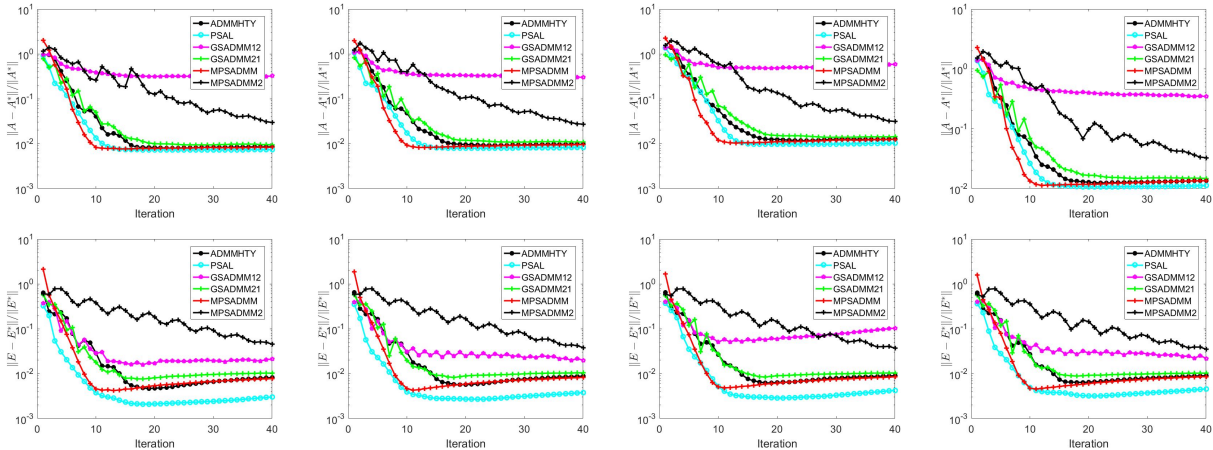 10^1
10^0
10^-1
10^-2
10^-3
||A − A*||/||A*||
0 10 20 30 40
Iteration
ADMMHTY
PSAL
GSADMM12
GSADMM21
MPSADMM
MPSADMM2
10^1
10^0
10^-1
10^-2
10^-3
||A − A*||/||A*||
0 10 20 30 40
Iteration
ADMMHTY
PSAL
GSADMM12
GSADMM21
MPSADMM
MPSADMM2
10^1
10^0
10^-1
10^-2
10^-3
||A − A*||/||A*||
0 10 20 30 40
Iteration
ADMMHTY
PSAL
GSADMM12
GSADMM21
MPSADMM
MPSADMM2
10^1
10^0
10^-1
10^-2
||A − A*||/||A*||
0 10 20 30 40
Iteration
ADMMHTY
PSAL
GSADMM12
GSADMM21
MPSADMM
MPSADMM2
10^1
10^0
10^-1
10^-2
10^-3
||E − E*||/||E*||
0 10 20 30 40
Iteration
ADMMHTY
PSAL
GSADMM12
GSADMM21
MPSADMM
MPSADMM2
10^1
10^0
10^-1
10^-2
10^-3
||E − E*||/||E*||
0 10 20 30 40
Iteration
ADMMHTY
PSAL
GSADMM12
GSADMM21
MPSADMM
MPSADMM2
10^1
10^0
10^-1
10^-2
10^-3
||E − E*||/||E*||
0 10 20 30 40
Iteration
ADMMHTY
PSAL
GSADMM12
GSADMM21
MPSADMM
MPSADMM2
10^1
10^0
10^-1
10^-2
10^-3
||E − E*||/||E*||
0 10 20 30 40
Iteration
ADMMHTY
PSAL
GSADMM12
GSADMM21
MPSADMM
MPSADMM2